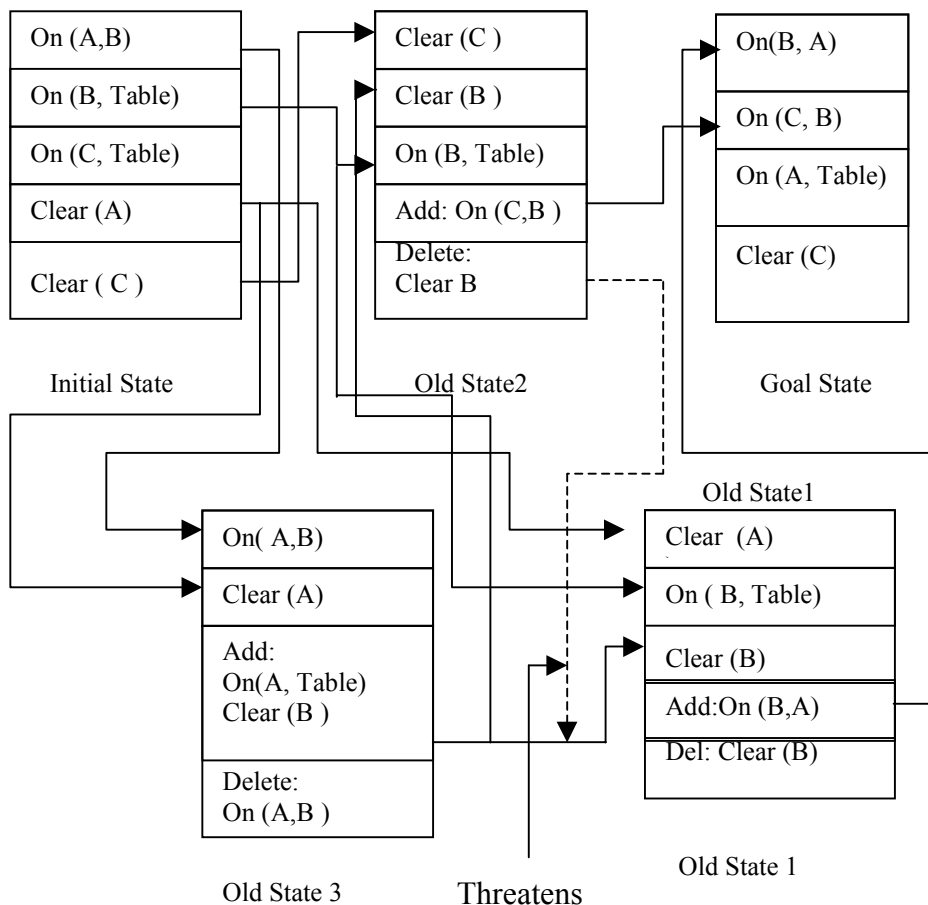 On (A,B)
On (B, Table)
On (C, Table)
Clear (A)
Clear ( C )
Initial State
Clear (C )
Clear (B )
On (B, Table)
Add: On (C,B )
Delete:
Clear B
Old State2
On(B, A)
On (C, B)
On (A, Table)
Clear (C)
Goal State
On( A,B)
Clear (A)
Add:
On(A, Table)
Clear (B )
Delete:
On (A,B )
Old State 3
Threatens
Old State1
Clear (A)
On ( B, Table)
Clear (B)
Add:On (B,A)
Del: Clear (B)
Old State 1